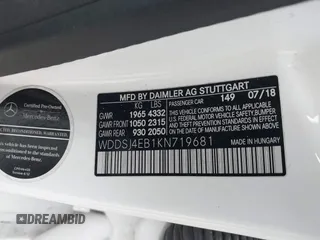 Certified Pre-Owned
Mercedes-Benz
MFD. BY DAIMLER AG STUTTGART
KG LBS
PASSENGER CAR 149 07/18
GVWR 1965 4332
GAWR FRONT 1050 2315
GAWR REAR 930 2050
THIS VEHICLE CONFORMS TO ALL APPLICABLE U.S. FEDERAL MOTOR VEHICLE SAFETY, BUMPER, AND THEFT PREVENTION STANDARDS IN EFFECT ON THE DATE OF MANUFACTURE SHOWN ABOVE.
WDDSJ4EB1KN719681
MADE IN HUNGARY
DREAMBID